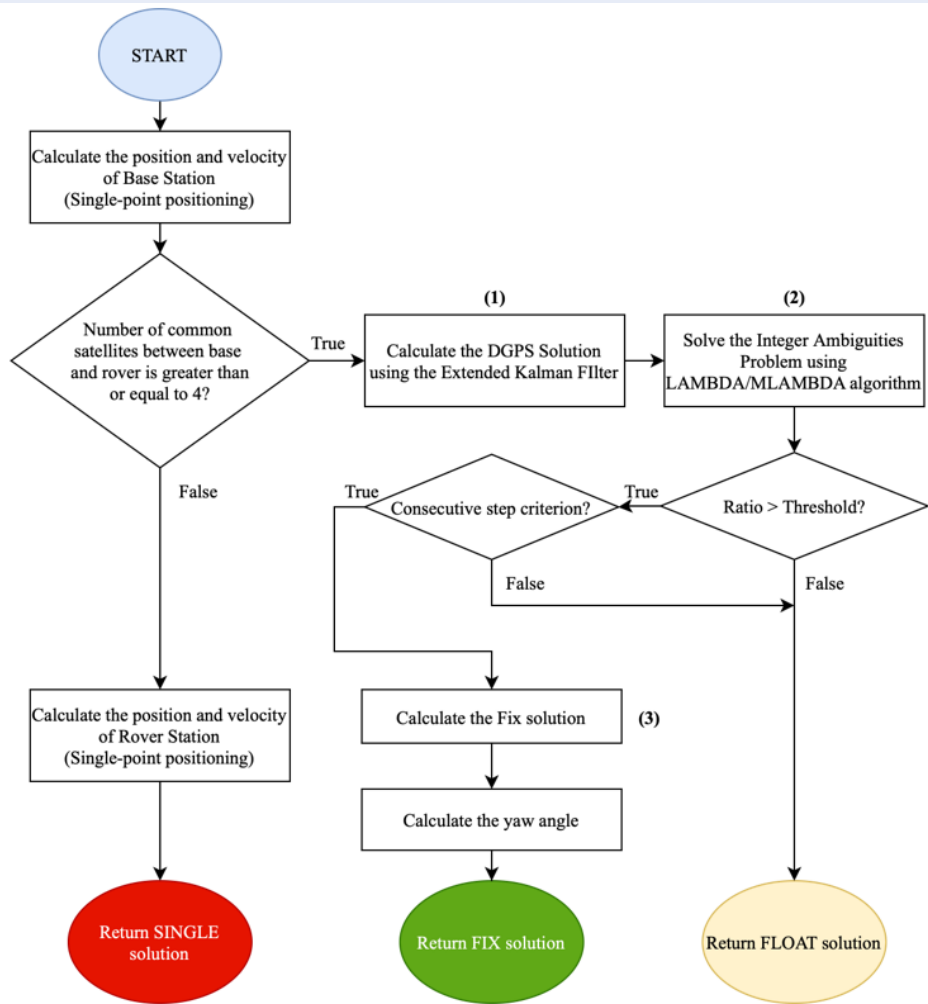 START
Calculate the position and velocity
of Base Station
(Single-point positioning)
Number of common
satellites between base
and rover is greater than
or equal to 4?
True
False
(1)
Calculate the DGPS Solution
using the Extended Kalman FIlter
(2)
Solve the Integer Ambiguities
Problem using
LAMBDA/MLAMBDA algorithm
Ratio > Threshold?
True
False
Consecutive step criterion?
True
False
Calculate the position and velocity
of Rover Station
(Single-point positioning)
Calculate the Fix solution
(3)
Calculate the yaw angle
Return SINGLE
solution
Return FIX solution
Return FLOAT solution